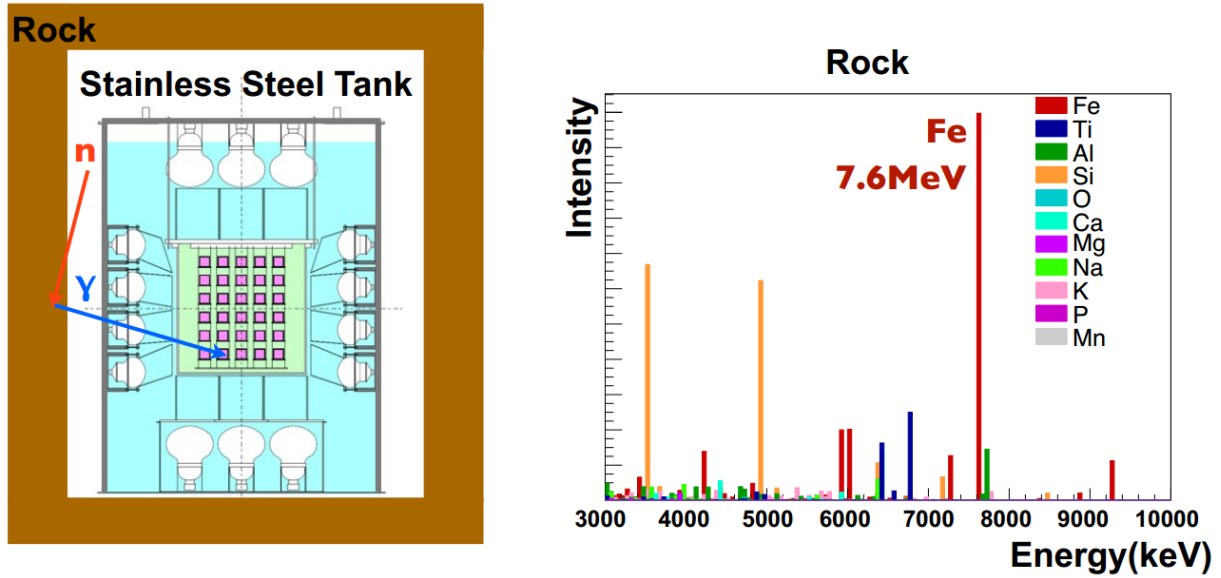 Rock
Stainless Steel Tank
n
γ
Rock
Intensity
Fe
7.6MeV
Fe
Ti
Al
Si
O
Ca
Mg
Na
K
P
Mn
3000 4000 5000 6000 7000 8000 9000 10000
Energy(keV)